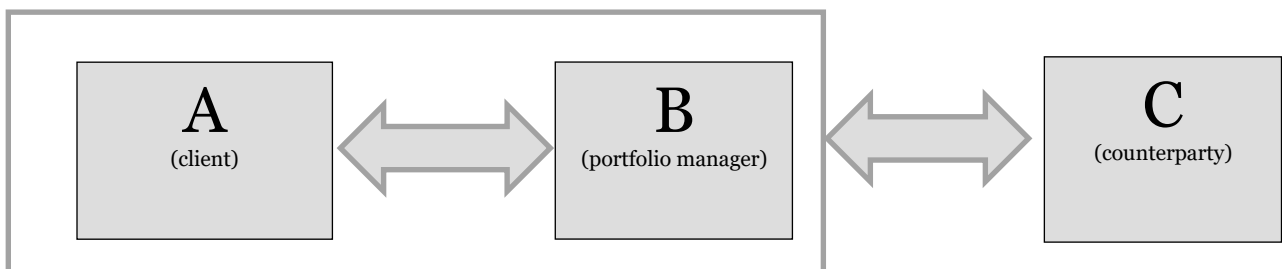 A
(client)
B
(portfolio manager)
C
(counterparty)